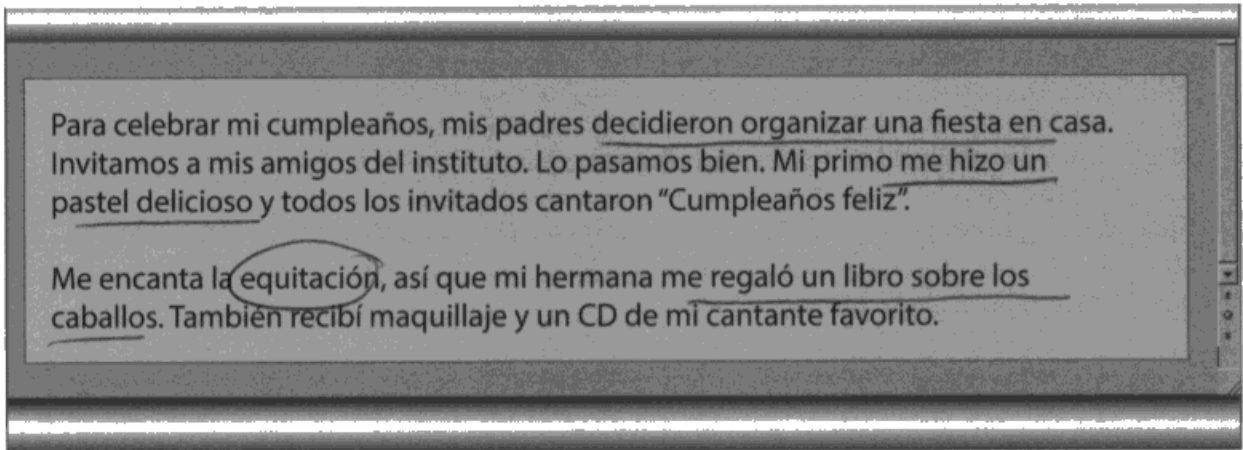 Para celebrar mi cumpleaños, mis padres decidieron organizar una fiesta en casa.
Invitamos a mis amigos del instituto. Lo pasamos bien. Mi primo me hizo un
pastel delicioso y todos los invitados cantaron “Cumpleaños feliz”.
Me encanta la equitación, así que mi hermana me regaló un libro sobre los
caballos. También recibí maquillaje y un CD de mi cantante favorito.